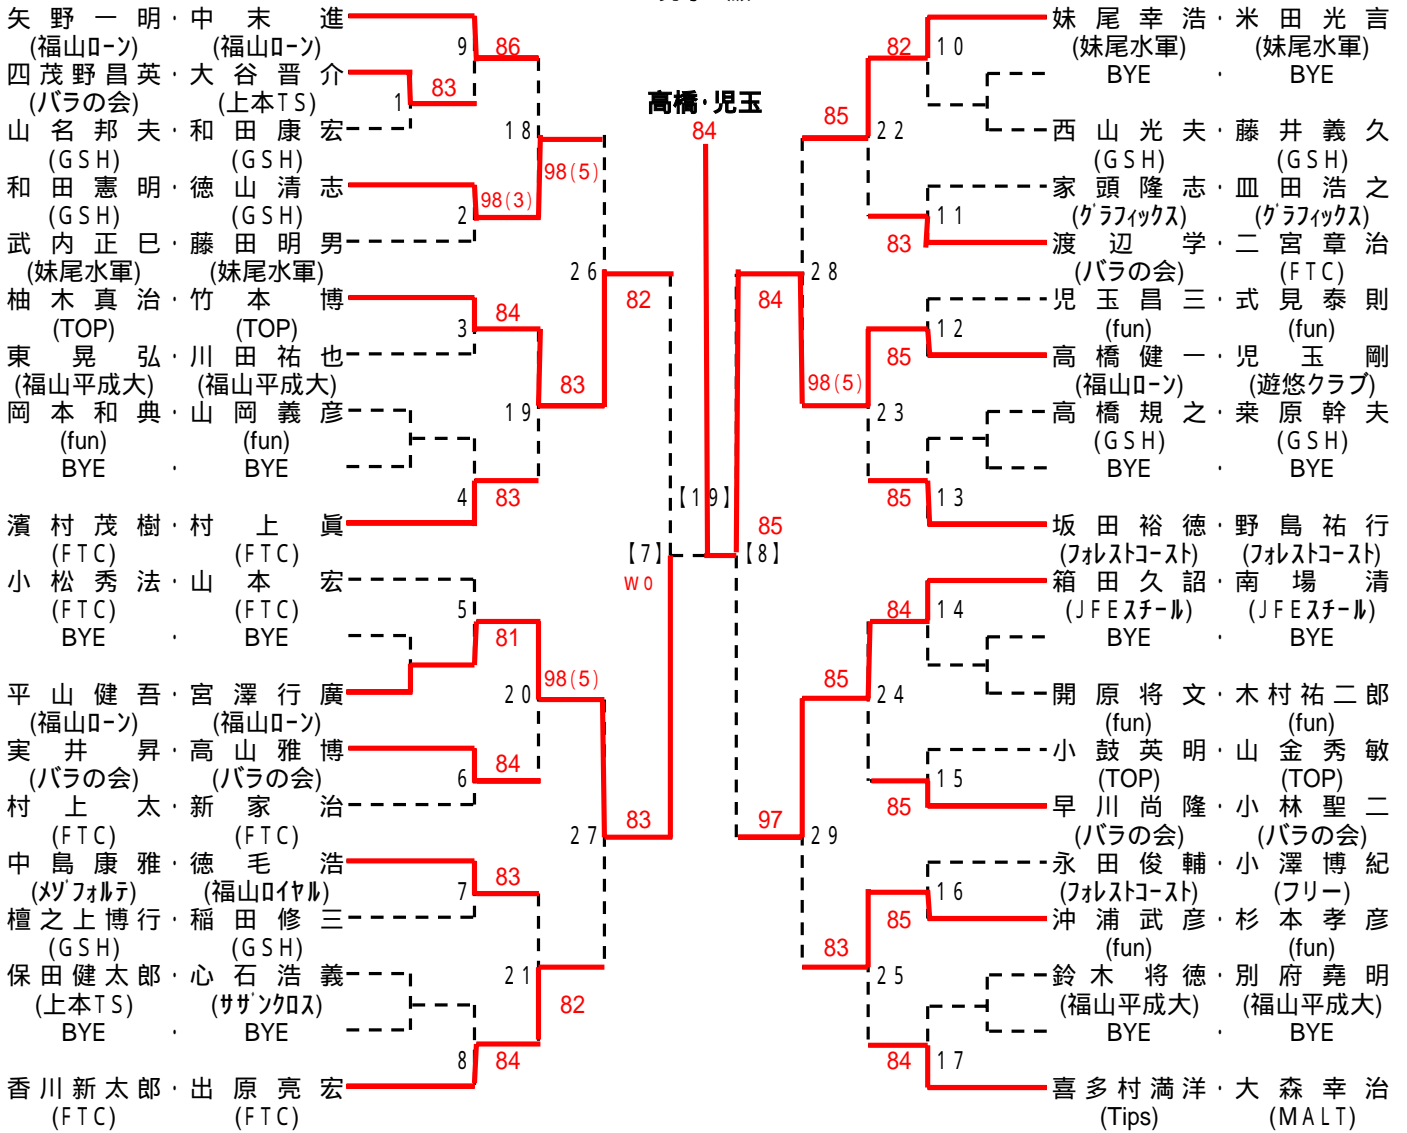 高橋・児玉
84
矢野一明・中末進
(福山ローン) (福山ローン)
9 86
四茂野昌英・大谷晋介
(バラの会) (上本TS)
1 83
山名邦夫・和田康宏
(GSH) (GSH)
18 98(5)
和田憲明・徳山清志
(GSH) (GSH)
2 98(3)
武内正巳・藤田明男
(妹尾水軍) (妹尾水軍)
26 82
柚木真治・竹本博
(TOP) (TOP)
3 84
東晃弘・川田祐也
(福山平成大) (福山平成大)
19 83
岡本和典・山岡義彦
(fun) (fun)
BYE ・ BYE
4 83
濱村茂樹・村上眞
(FTC) (FTC)
【7】 W0
小松秀法・山本宏
(FTC) (FTC)
5 81
BYE ・ BYE
平山健吾・宮澤行廣
(福山ローン) (福山ローン)
20 98(5)
実井昇・高山雅博
(バラの会) (バラの会)
6 84
村上太・新家治
(FTC) (FTC)
27 83
中島康雅・徳毛浩
(メゾフォルテ) (福山ロイヤル)
7 83
檀之上博行・稲田修三
(GSH) (GSH)
21 82
保田健太郎・心石浩義
(上本TS) (サザンクロス)
BYE ・ BYE
8 84
香川新太郎・出原亮宏
(FTC) (FTC)
【19】
85
【8】
妹尾幸浩・米田光言
(妹尾水軍) (妹尾水軍)
82 10
BYE ・ BYE
85 22
西山光夫・藤井義久
(GSH) (GSH)
家頭隆志・皿田浩之
(グラフィックス) (グラフィックス)
83 11
渡辺学・二宮章治
(バラの会) (FTC)
84 28
児玉昌三・式見泰則
(fun) (fun)
85 12
高橋健一・児玉剛
(福山ローン) (遊悠クラブ)
98(5) 23
高橋規之・桒原幹夫
(GSH) (GSH)
BYE ・ BYE
85 13
坂田裕徳・野島祐行
(フォレストコースト) (フォレストコースト)
箱田久詔・南場清
(JFEスチール) (JFEスチール)
84 14
BYE ・ BYE
85 24
開原将文・木村祐二郎
(fun) (fun)
小鼓英明・山金秀敏
(TOP) (TOP)
85 15
早川尚隆・小林聖二
(バラの会) (バラの会)
97 29
永田俊輔・小澤博紀
(フォレストコースト) (フリー)
85 16
沖浦武彦・杉本孝彦
(fun) (fun)
83 25
鈴木将徳・別府堯明
(福山平成大) (福山平成大)
BYE ・ BYE
84 17
喜多村満洋・大森幸治
(Tips) (MALT)